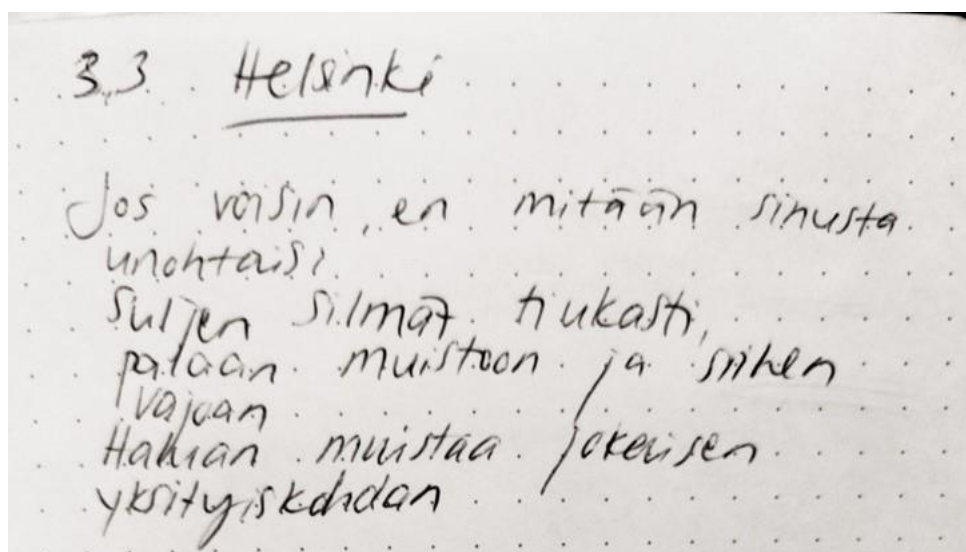 3.3 Helsinki
Jos voisin, en mitään sinusta
unohtaisi
Suljen silmät tiukasti,
palaan muistoon ja siihen
vajoan
Haluan muistaa jokaisen
yksityiskohdan